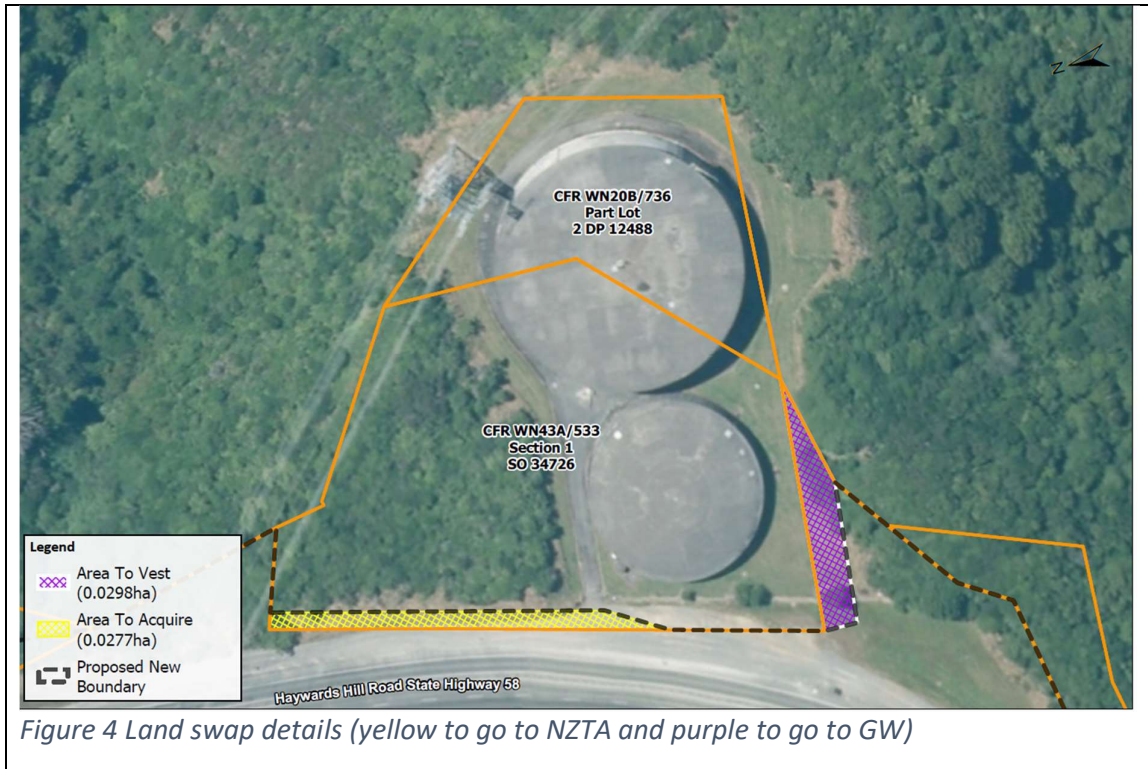 Z
CFR WN20B/736
Part Lot
2 DP 12488
CFR WN43A/533
Section 1
SO 34726
Legend
Area To Vest
(0.0298ha)
Area To Acquire
(0.0277ha)
Proposed New
Boundary
Haywards Hill Road State Highway 58
Figure 4 Land swap details (yellow to go to NZTA and purple to go to GW)